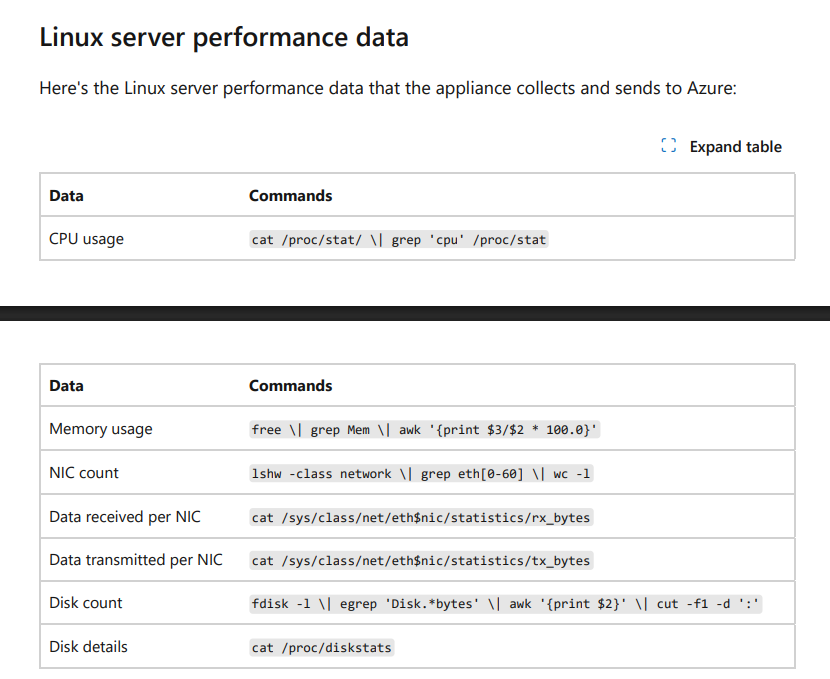 Linux server performance data
Here's the Linux server performance data that the appliance collects and sends to Azure:
Expand table
Data Commands
CPU usage cat /proc/stat/ \| grep 'cpu' /proc/stat
Data Commands
Memory usage free \| grep Mem \| awk '{print $3/$2 * 100.0}'
NIC count lshw -class network \| grep eth[0-60] \| wc -l
Data received per NIC cat /sys/class/net/eth$nic/statistics/rx_bytes
Data transmitted per NIC cat /sys/class/net/eth$nic/statistics/tx_bytes
Disk count fdisk -l \| egrep 'Disk.*bytes' \| awk '{print $2}' \| cut -f1 -d ':'
Disk details cat /proc/diskstats